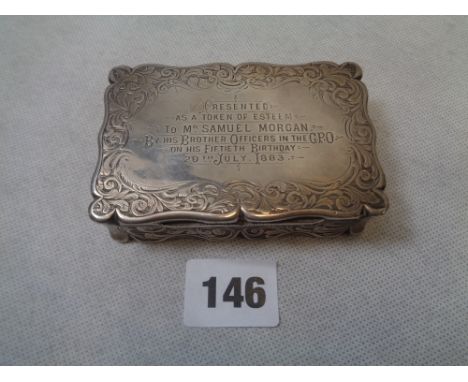 PRESENTED
AS A TOKEN OF ESTEEM
TO MR SAMUEL MORGAN.
BY HIS BROTHER OFFICERS IN THE GPO
ON HIS FIFTIETH BIRTHDAY
20TH JULY. 1883.
146